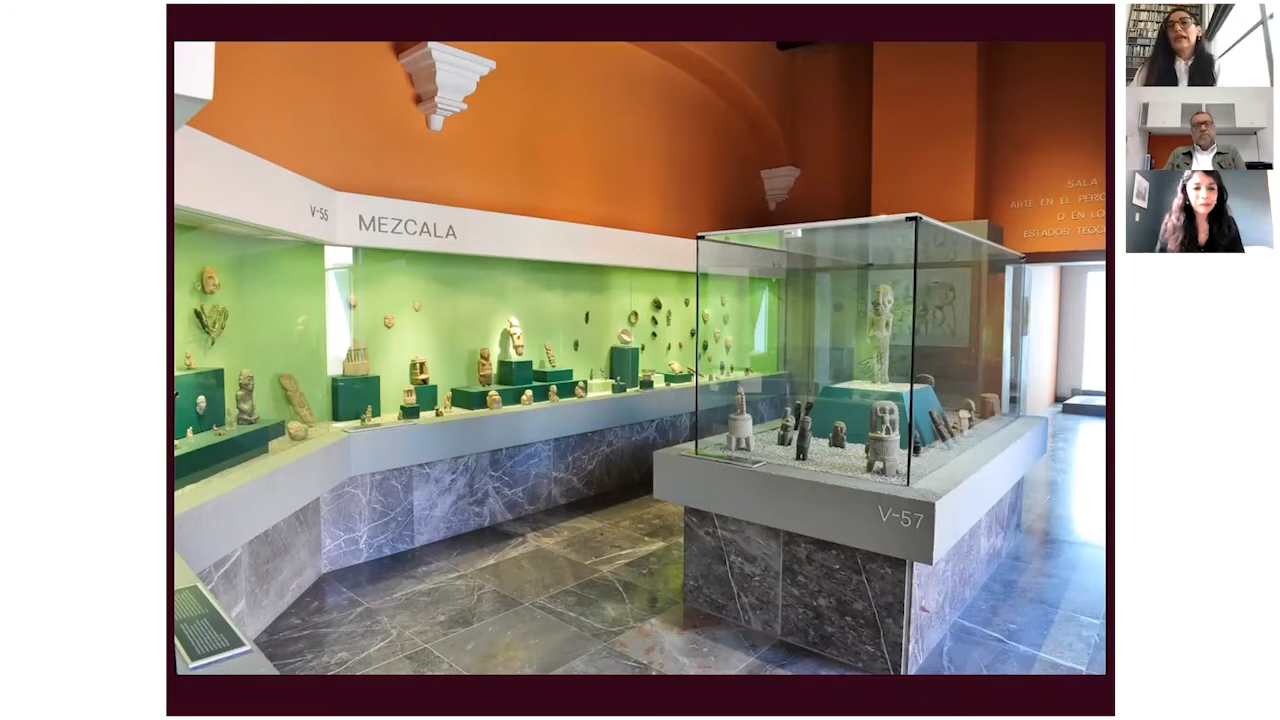 V-55
MEZCALA
SALA
ARTE EN EL PERIO
O EN LO
ESTADOS TEOC
V-57